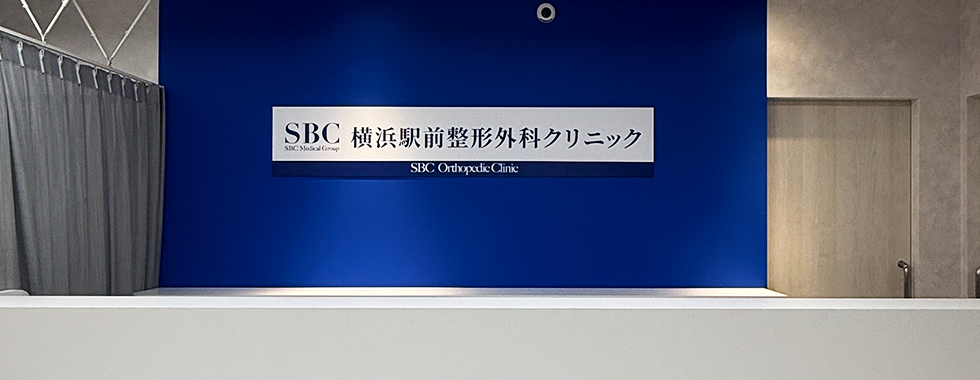 SBC 横浜駅前整形外科クリニック
SBC Medical Group
SBC Orthopedic Clinic